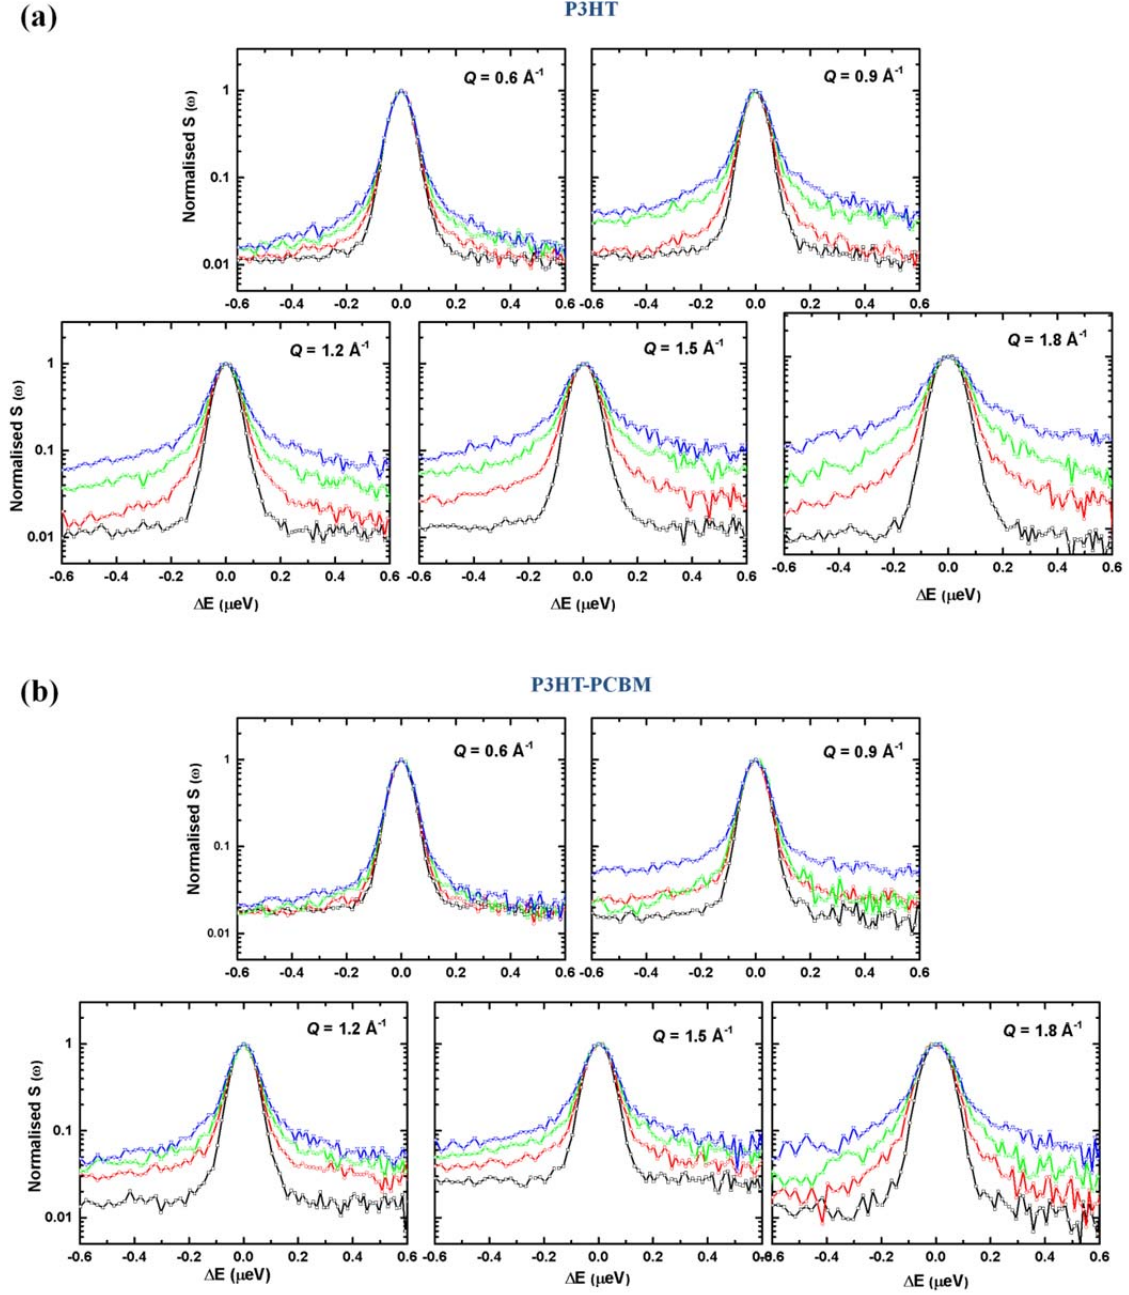 (a)
P3HT
Normalised S (ω)
Q = 0.6 Å-1
1
0.1
0.01
-0.6 -0.4 -0.2 0.0 0.2 0.4 0.6
Q = 0.9 Å-1
-0.6 -0.4 -0.2 0.0 0.2 0.4 0.6
Normalised S (ω)
Q = 1.2 Å-1
1
0.1
0.01
-0.6 -0.4 -0.2 0.0 0.2 0.4 0.6
ΔE (μeV)
Q = 1.5 Å-1
-0.6 -0.4 -0.2 0.0 0.2 0.4 0.6
ΔE (μeV)
Q = 1.8 Å-1
-0.6 -0.4 -0.2 0.0 0.2 0.4 0.6
ΔE (μeV)
(b)
P3HT-PCBM
Normalised S (ω)
Q = 0.6 Å-1
1
0.1
0.01
-0.6 -0.4 -0.2 0.0 0.2 0.4 0.6
Q = 0.9 Å-1
-0.6 -0.4 -0.2 0.0 0.2 0.4 0.6
Normalised S (ω)
Q = 1.2 Å-1
1
0.1
0.01
-0.6 -0.4 -0.2 0.0 0.2 0.4 0.6
ΔE (μeV)
Q = 1.5 Å-1
-0.6 -0.4 -0.2 0.0 0.2 0.4
ΔE (μeV)
Q = 1.8 Å-1
-0.4 -0.2 0.0 0.2 0.4 0.6
ΔE (μeV)